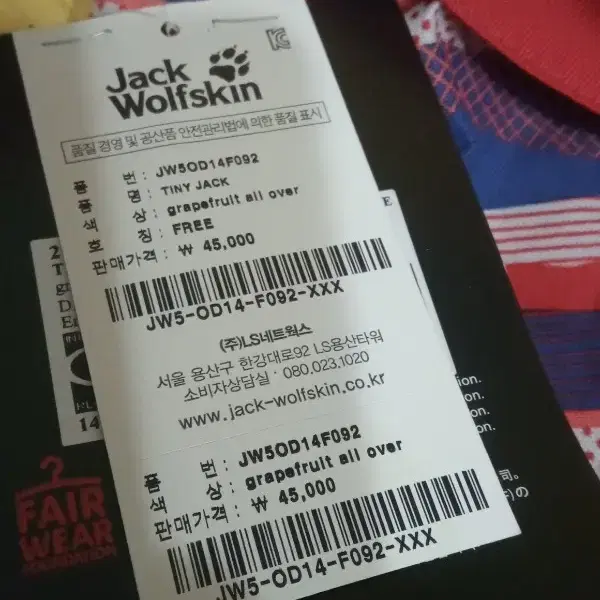 Jack
Wolfskin
품질 경영 및 공산품 안전관리법에 의한 품질 표시
품 번 : JW5OD14F092
품 명 : TINY JACK
색 상 : grapefruit all over
호 칭 : FREE
판매가격 : ₩ 45,000
JW5-OD14-F092-XXX
(주)LS네트웍스
서울 용산구 한강대로92 LS용산타워
소비자상담실 · 080.023.1020
www.jack-wolfskin.co.kr
품 번 : JW5OD14F092
색 상 : grapefruit all over
판매가격 : ₩ 45,000
JW5-OD14-F092-XXX
FAIR
WEAR
FOUNDATION